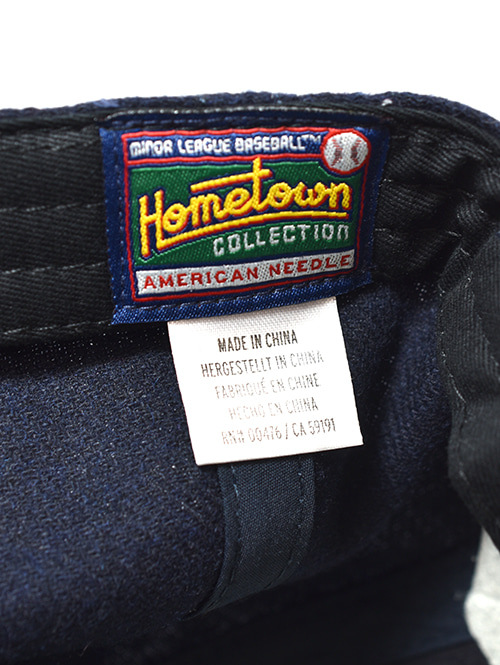 MINOR LEAGUE BASEBALL™
Hometown
COLLECTION
AMERICAN NEEDLE
MADE IN CHINA
HERGESTELLT IN CHINA
FABRIQUÉ EN CHINE
HECHO EN CHINA
RN# 00476 / CA 59191